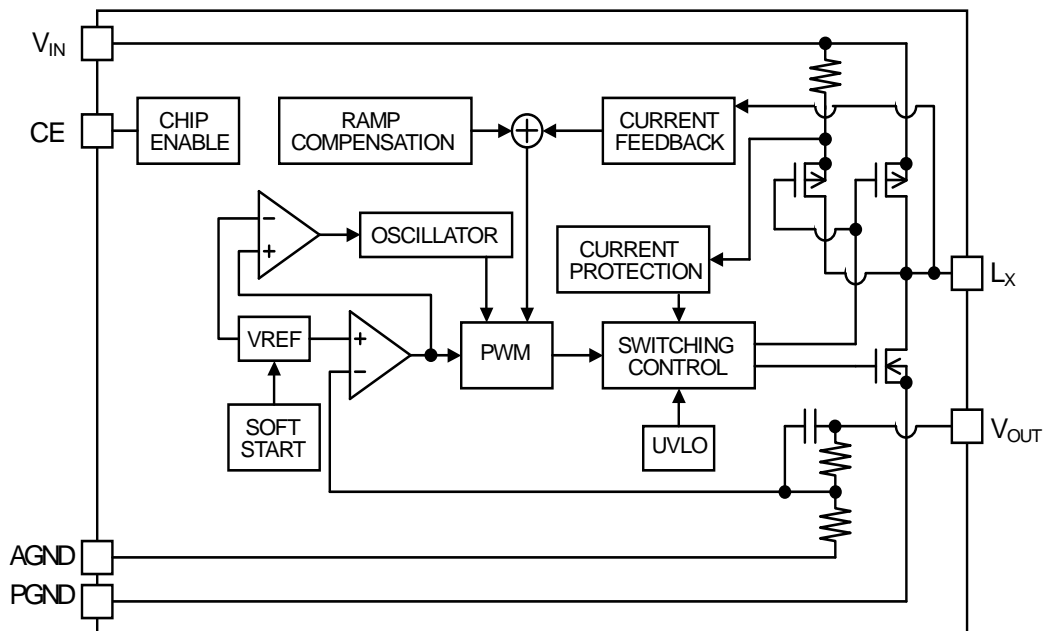 VIN
CE
CHIP
ENABLE
RAMP
COMPENSATION
+
CURRENT
FEEDBACK
−
+
OSCILLATOR
CURRENT
PROTECTION
LX
VREF
+
−
PWM
SWITCHING
CONTROL
SOFT
START
UVLO
VOUT
AGND
PGND